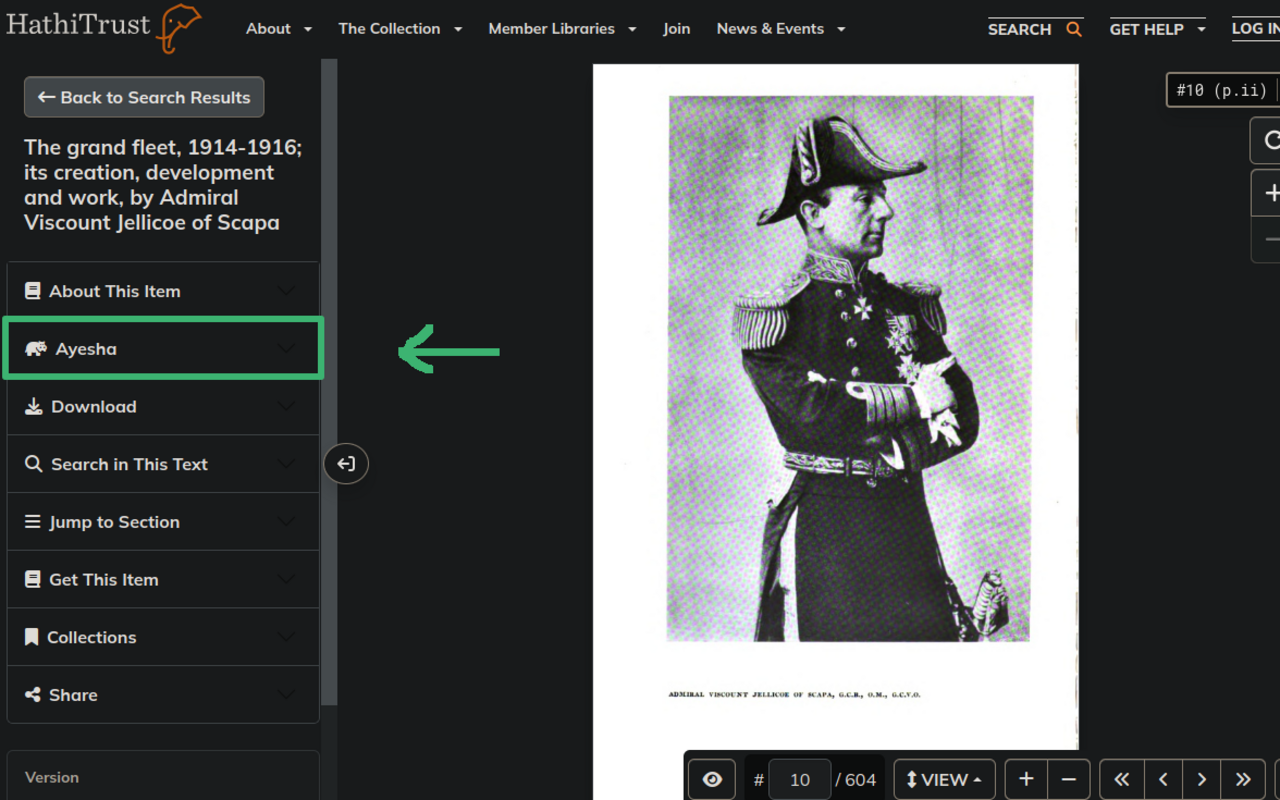 HathiTrust
About
The Collection
Member Libraries
Join
News & Events
SEARCH
GET HELP
LOG IN
Back to Search Results
The grand fleet, 1914-1916;
its creation, development
and work, by Admiral
Viscount Jellicoe of Scapa
#10 (p.ii)
About This Item
Ayesha
Download
Search in This Text
Jump to Section
Get This Item
Collections
Share
Version
ADMIRAL VISCOUNT JELLICOE OF SCAPA, G.C.B., O.M., G.C.V.O.
# 10 / 604
VIEW